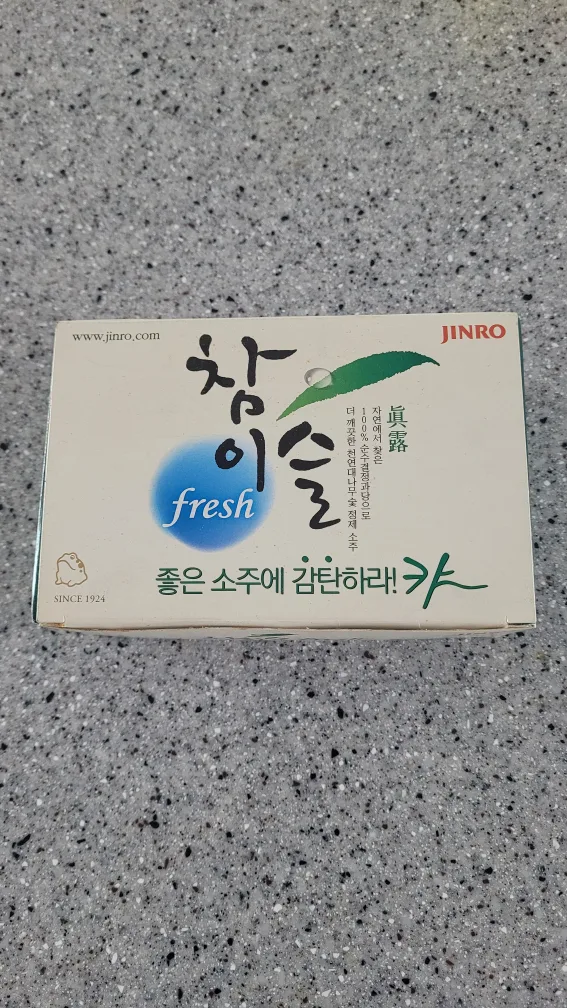 www.jinro.com
JINRO
참
이슬
fresh
眞露
자연에서 찾은
100% 순수결정과당으로
더 깨끗한 천연대나무숯 정제 소주
좋은 소주에 감탄하라! 캬
SINCE 1924